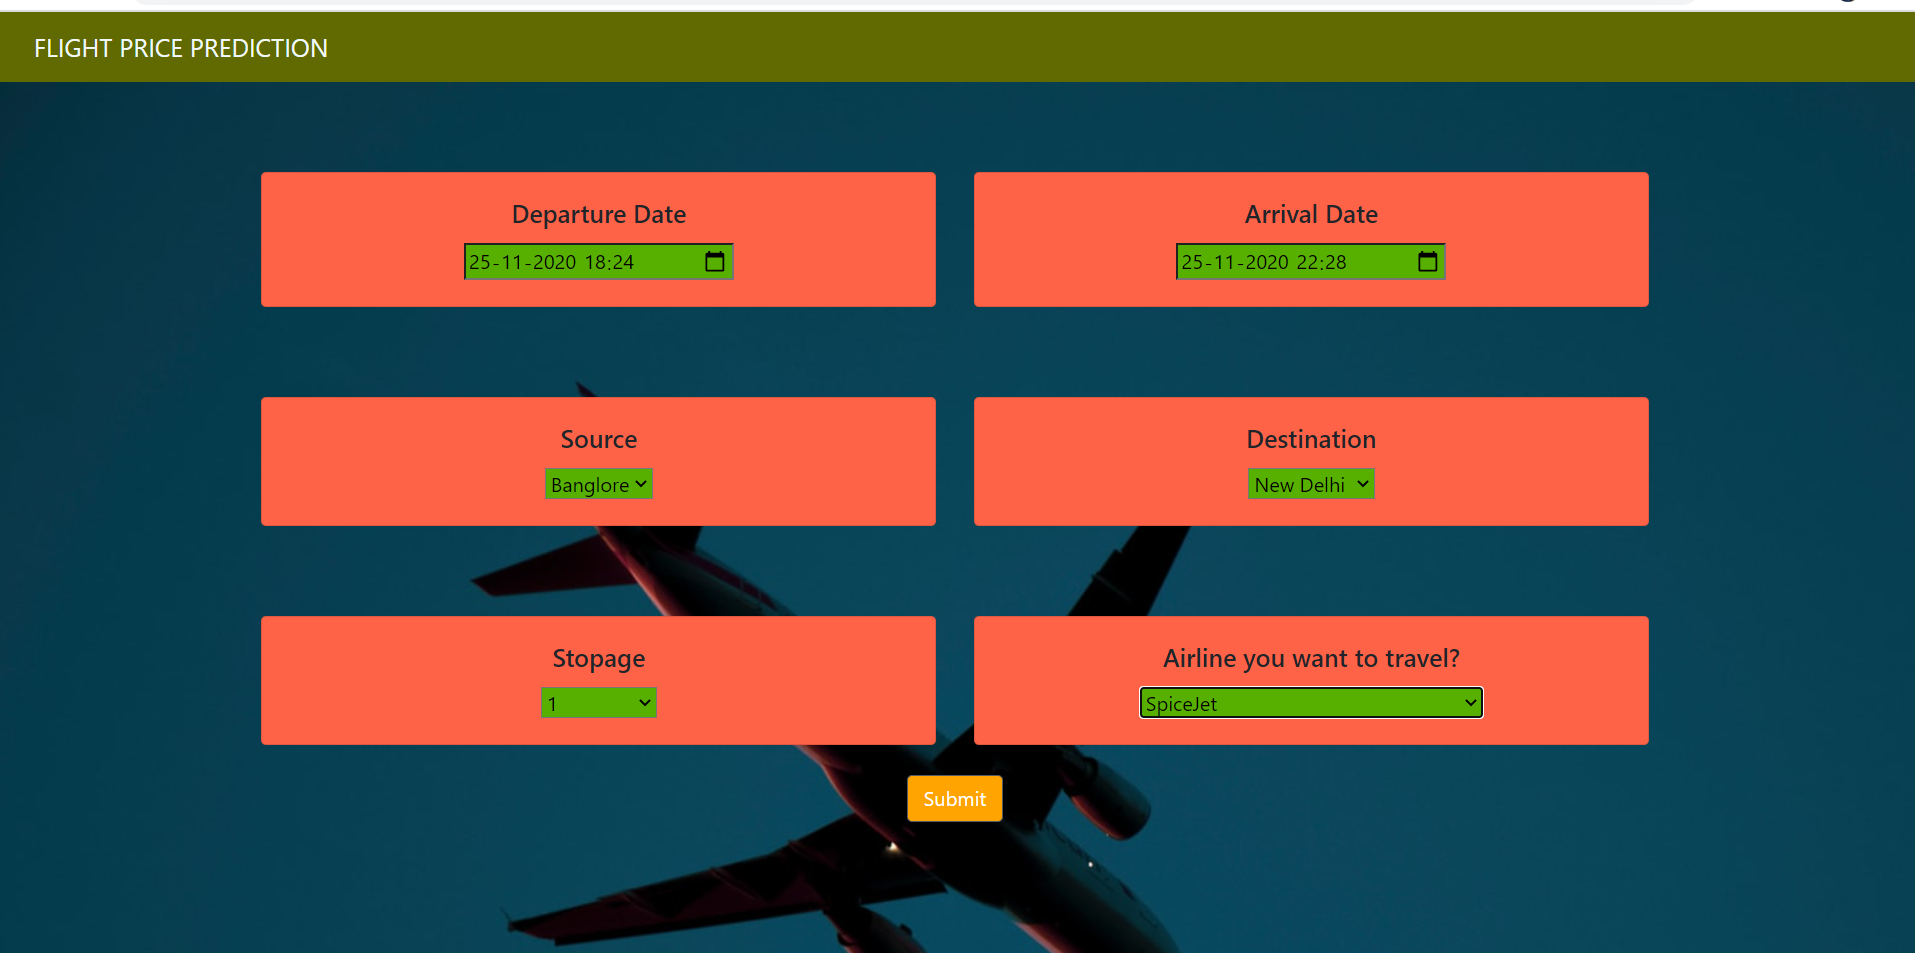 FLIGHT PRICE PREDICTION
Departure Date
25-11-2020 18:24
Arrival Date
25-11-2020 22:28
Source
Banglore
Destination
New Delhi
Stopage
1
Airline you want to travel?
SpiceJet
Submit